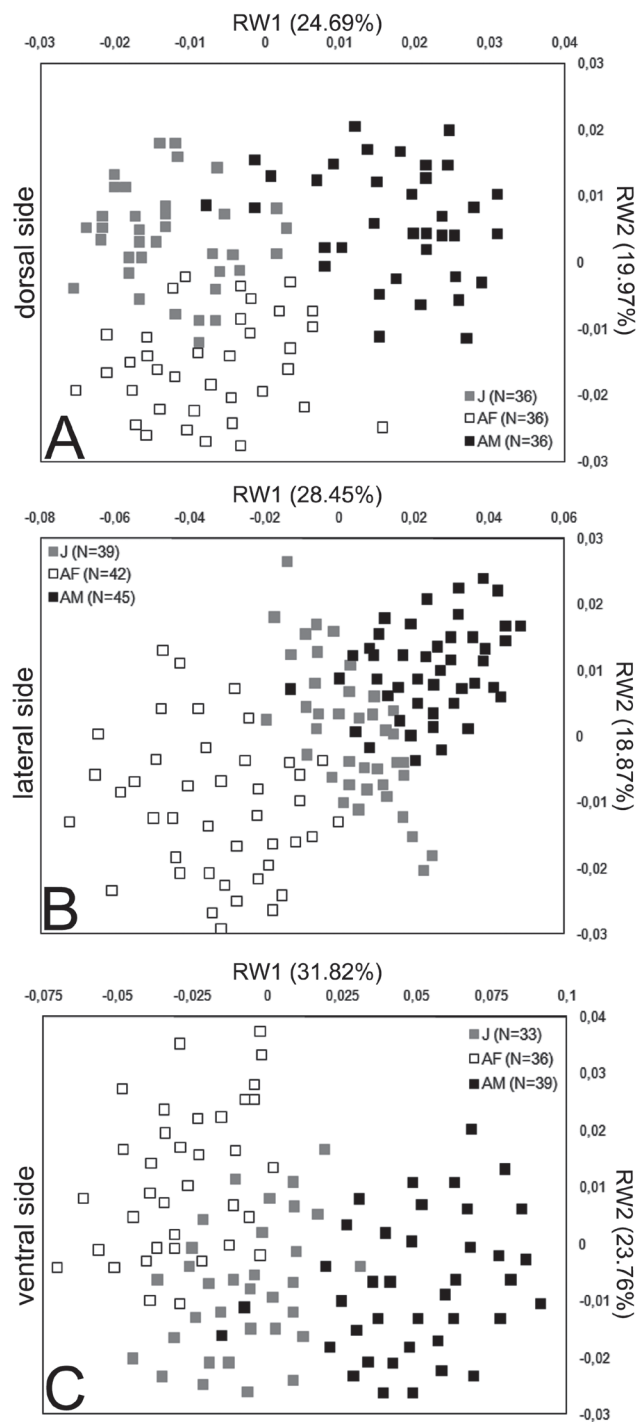 RW1 (24.69%)
-0,03 -0,02 -0,01 0 0,01 0,02 0,03 0,04
0,03
0,02
0,01
0
-0,01
-0,02
-0,03
RW2 (19.97%)
dorsal side
J (N=36)
AF (N=36)
AM (N=36)
A
RW1 (28.45%)
-0,08 -0,06 -0,04 -0,02 0 0,02 0,04 0,06
J (N=39)
AF (N=42)
AM (N=45)
0,03
0,02
0,01
0
-0,01
-0,02
-0,03
RW2 (18.87%)
lateral side
B
RW1 (31.82%)
-0,075 -0,05 -0,025 0 0,025 0,05 0,075 0,1
J (N=33)
AF (N=36)
AM (N=39)
0,04
0,03
0,02
0,01
0
-0,01
-0,02
-0,03
RW2 (23.76%)
ventral side
C